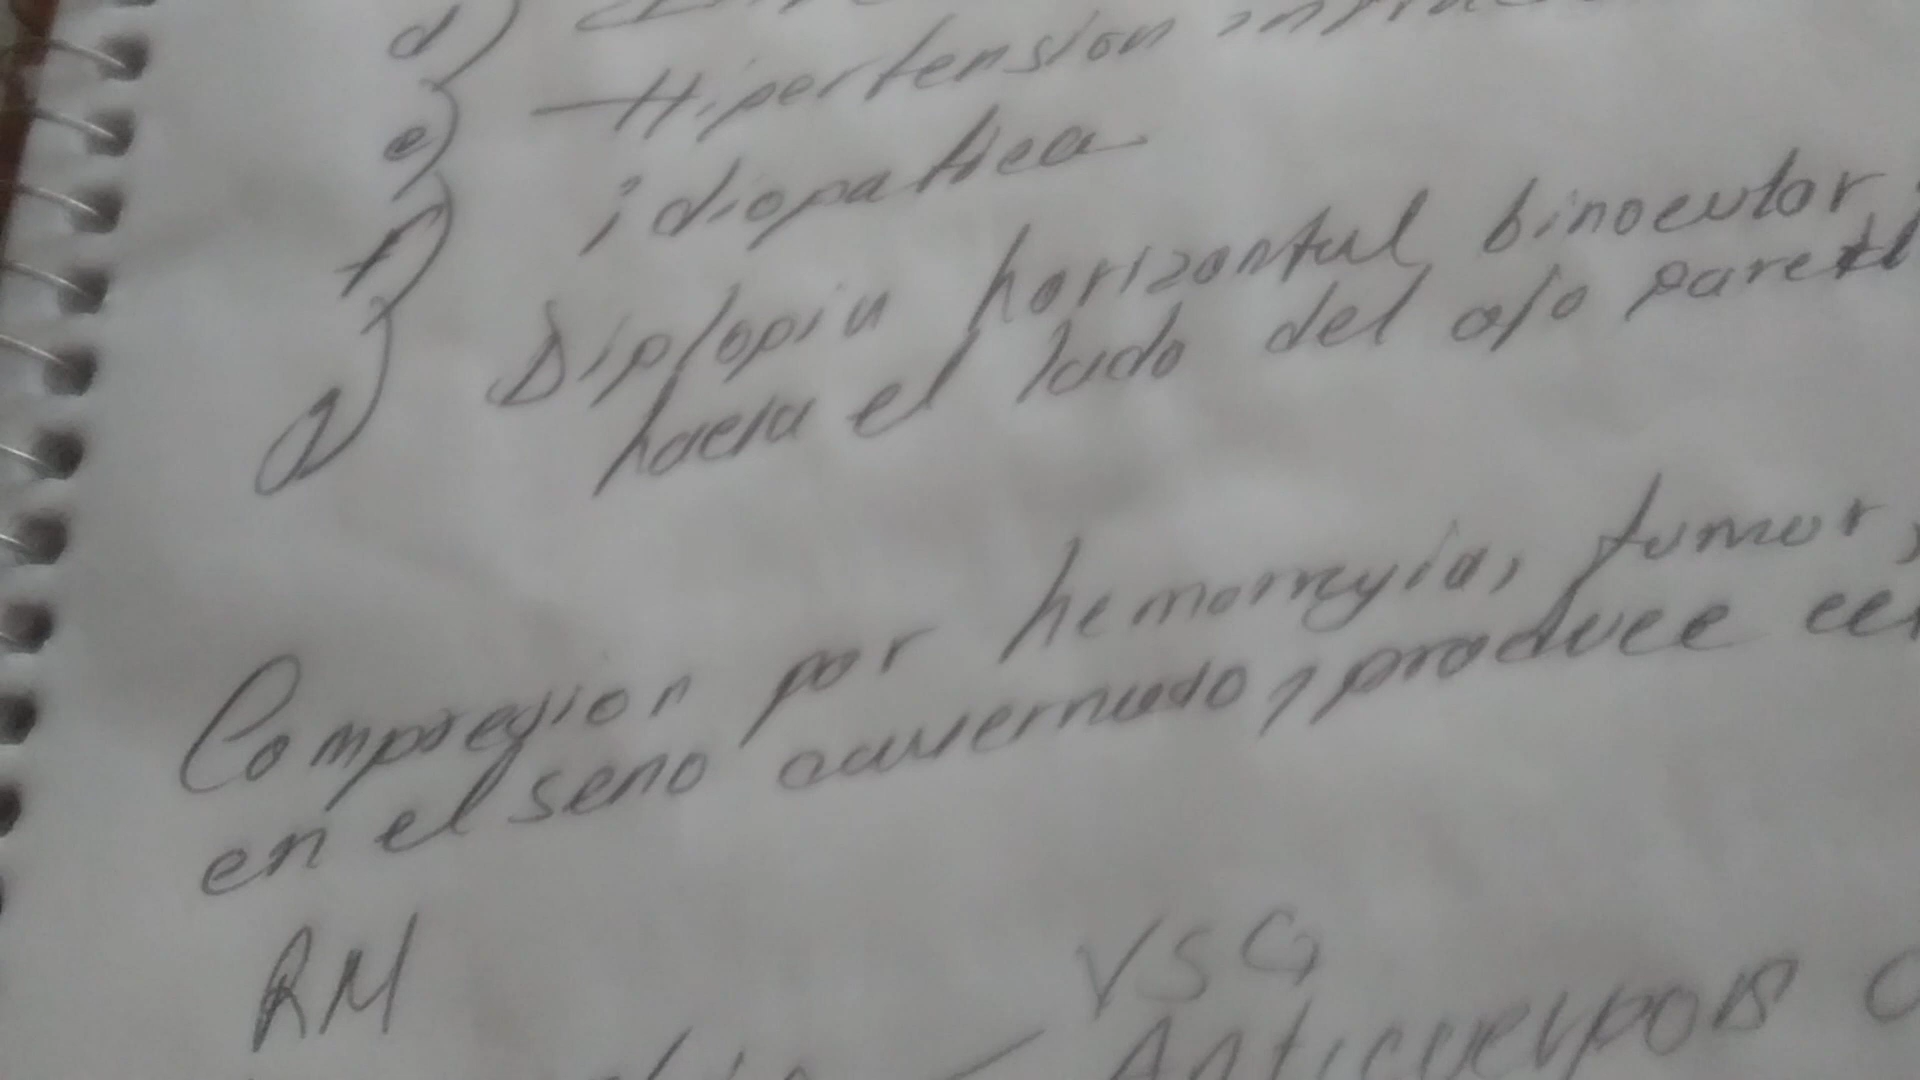 d)
e) - Hipertension
f) idiopatica
g) Diplopia horizontal binocular
hacia el lado del ojo
Compresion por hemorragia, tumor,
en el seno cavernoso, produce
RM
VSG
- Anticuerpos